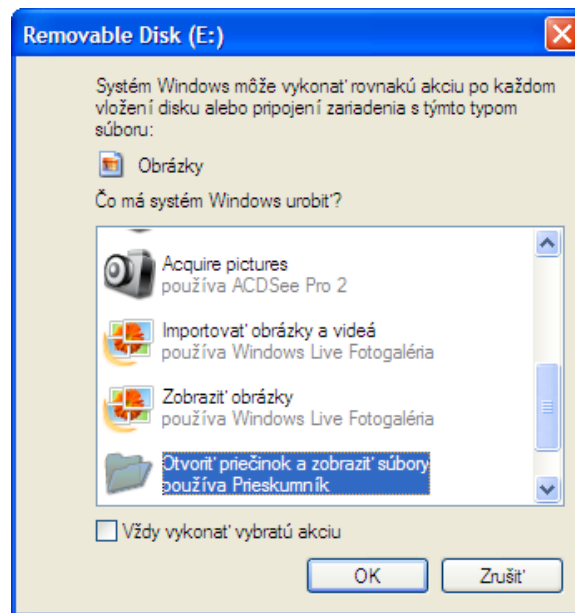 Removable Disk (E:)
Systém Windows môže vykonať rovnakú akciu po každom
vložení disku alebo pripojení zariadenia s týmto typom
súboru:
Obrázky
Čo má systém Windows urobiť?
Acquire pictures
používa ACDSee Pro 2
Importovať obrázky a videá
používa Windows Live Fotogaléria
Zobraziť obrázky
používa Windows Live Fotogaléria
Otvoriť priečinok a zobraziť súbory
používa Prieskumník
Vždy vykonať vybratú akciu
OK
Zrušiť